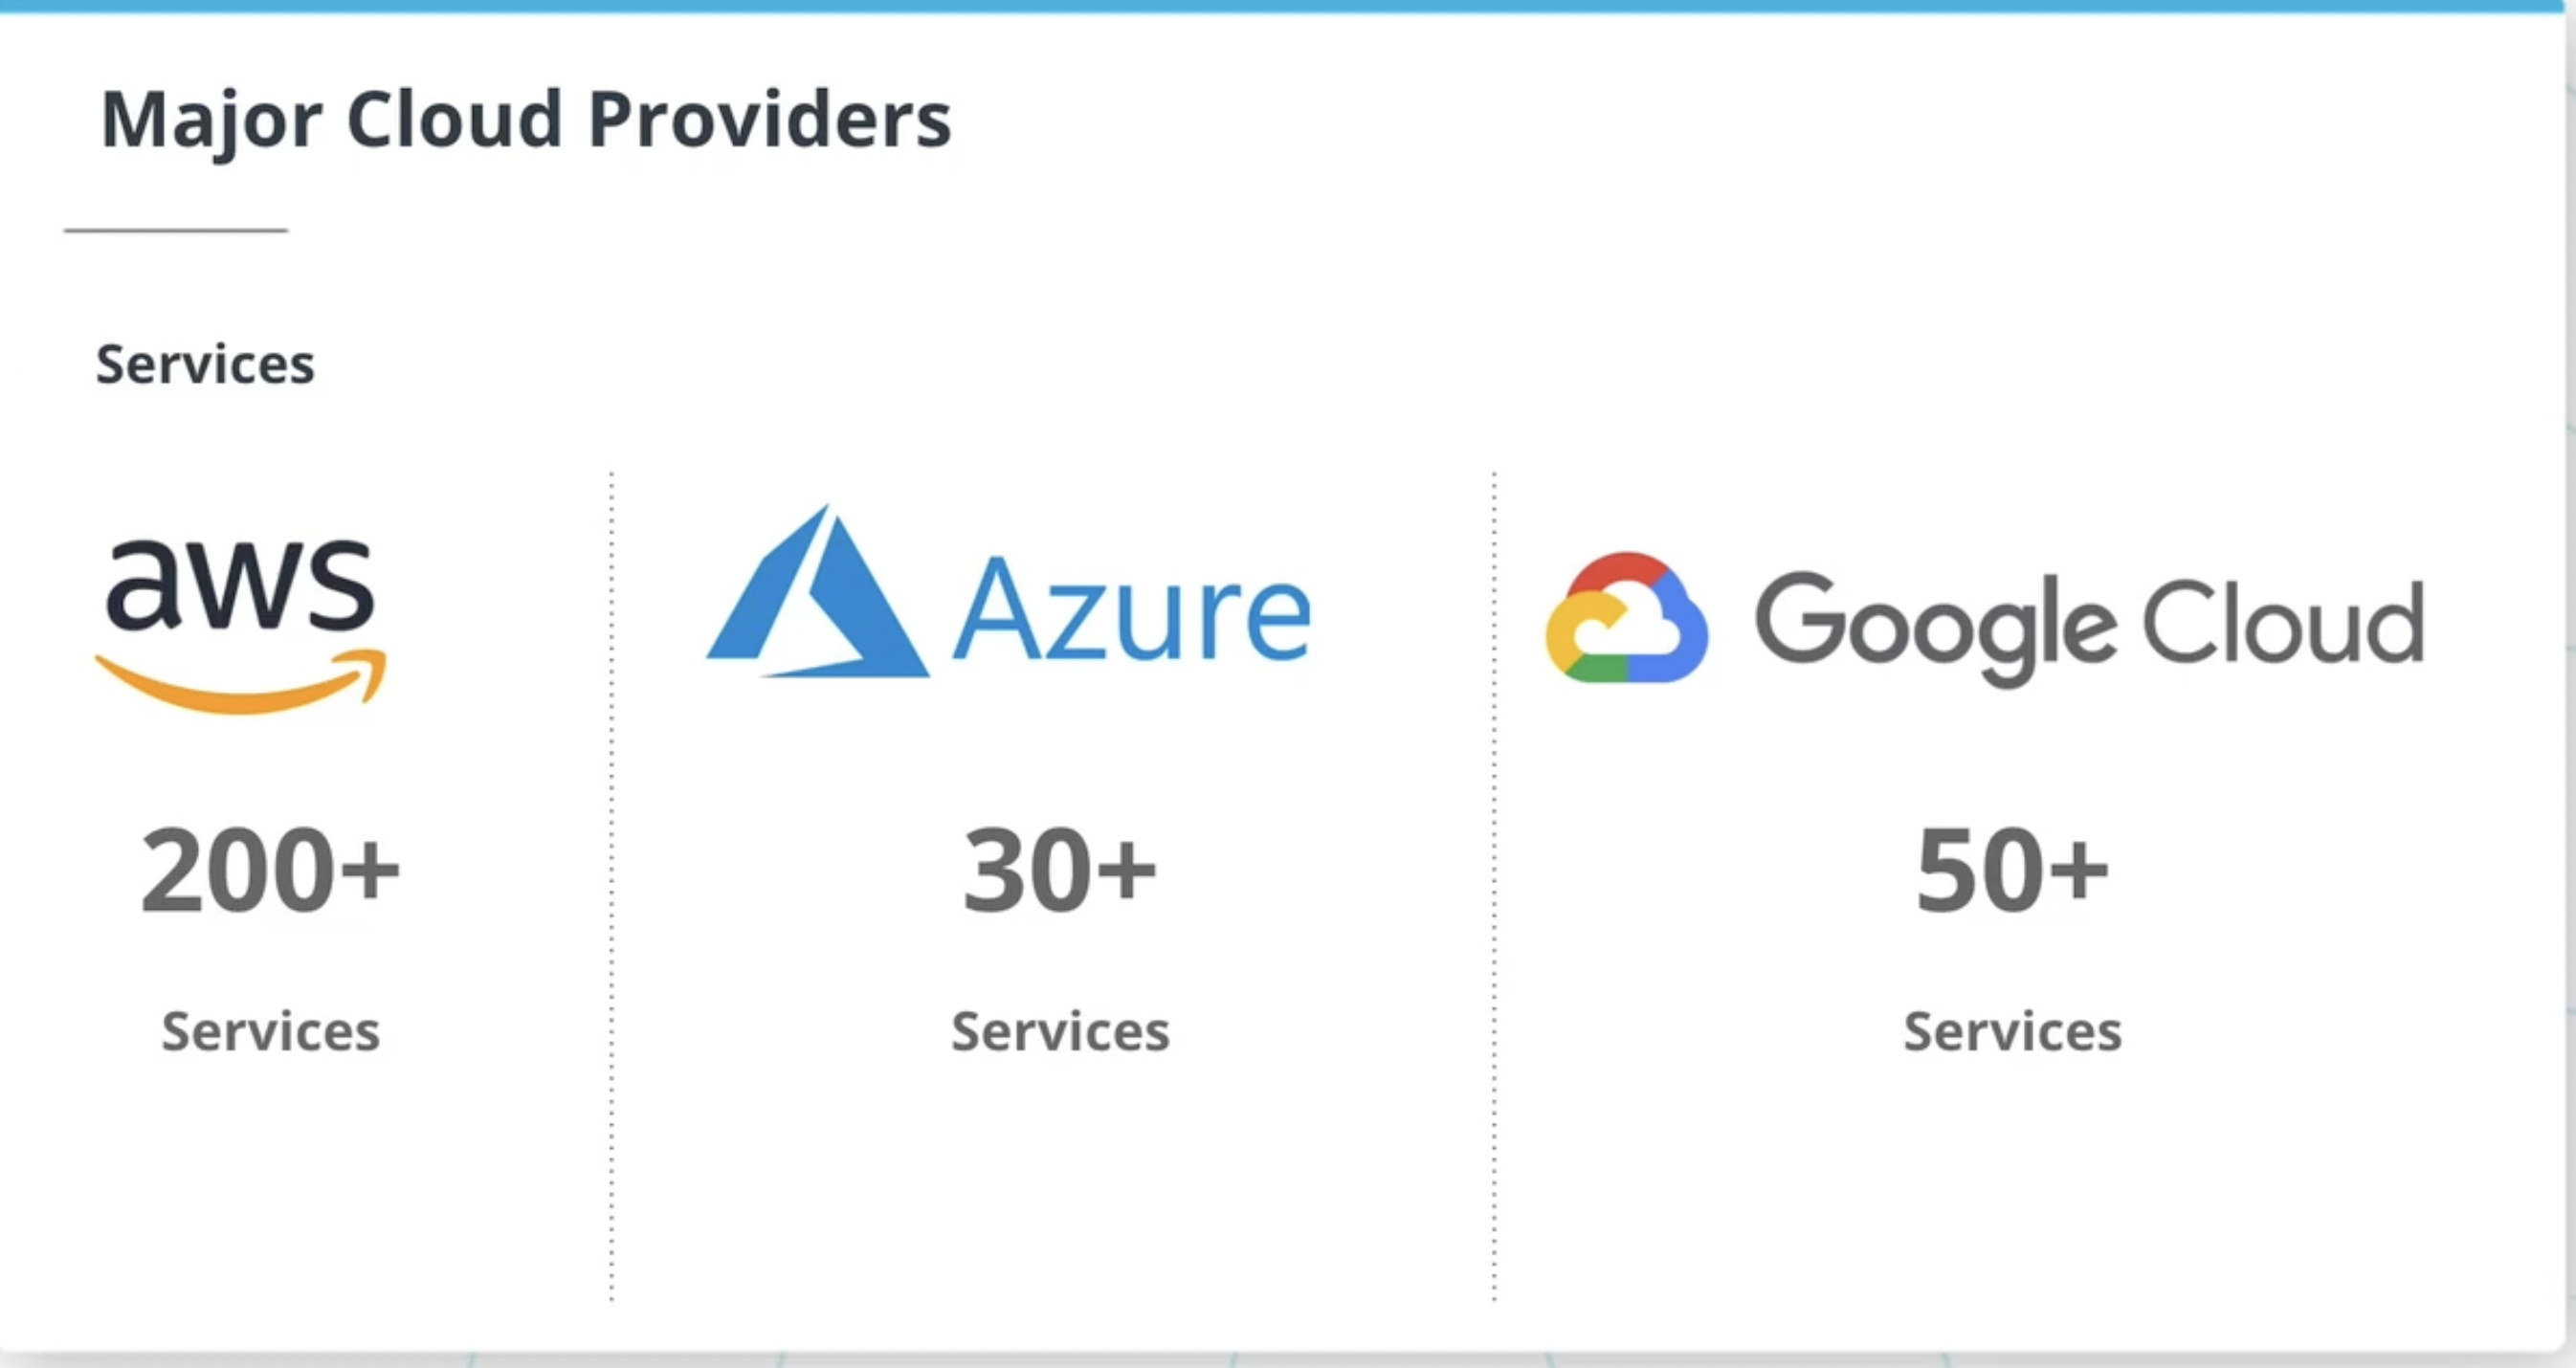 Major Cloud Providers
Services
aws
Azure
Google Cloud
200+
30+
50+
Services
Services
Services